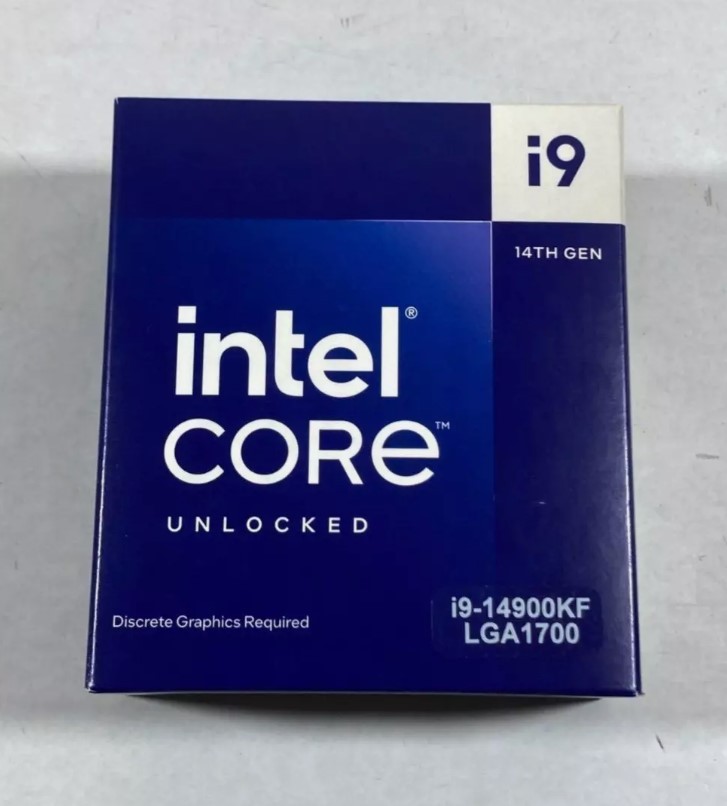 i9
14TH GEN
intel®
CORe™
UNLOCKED
Discrete Graphics Required
i9-14900KF
LGA1700